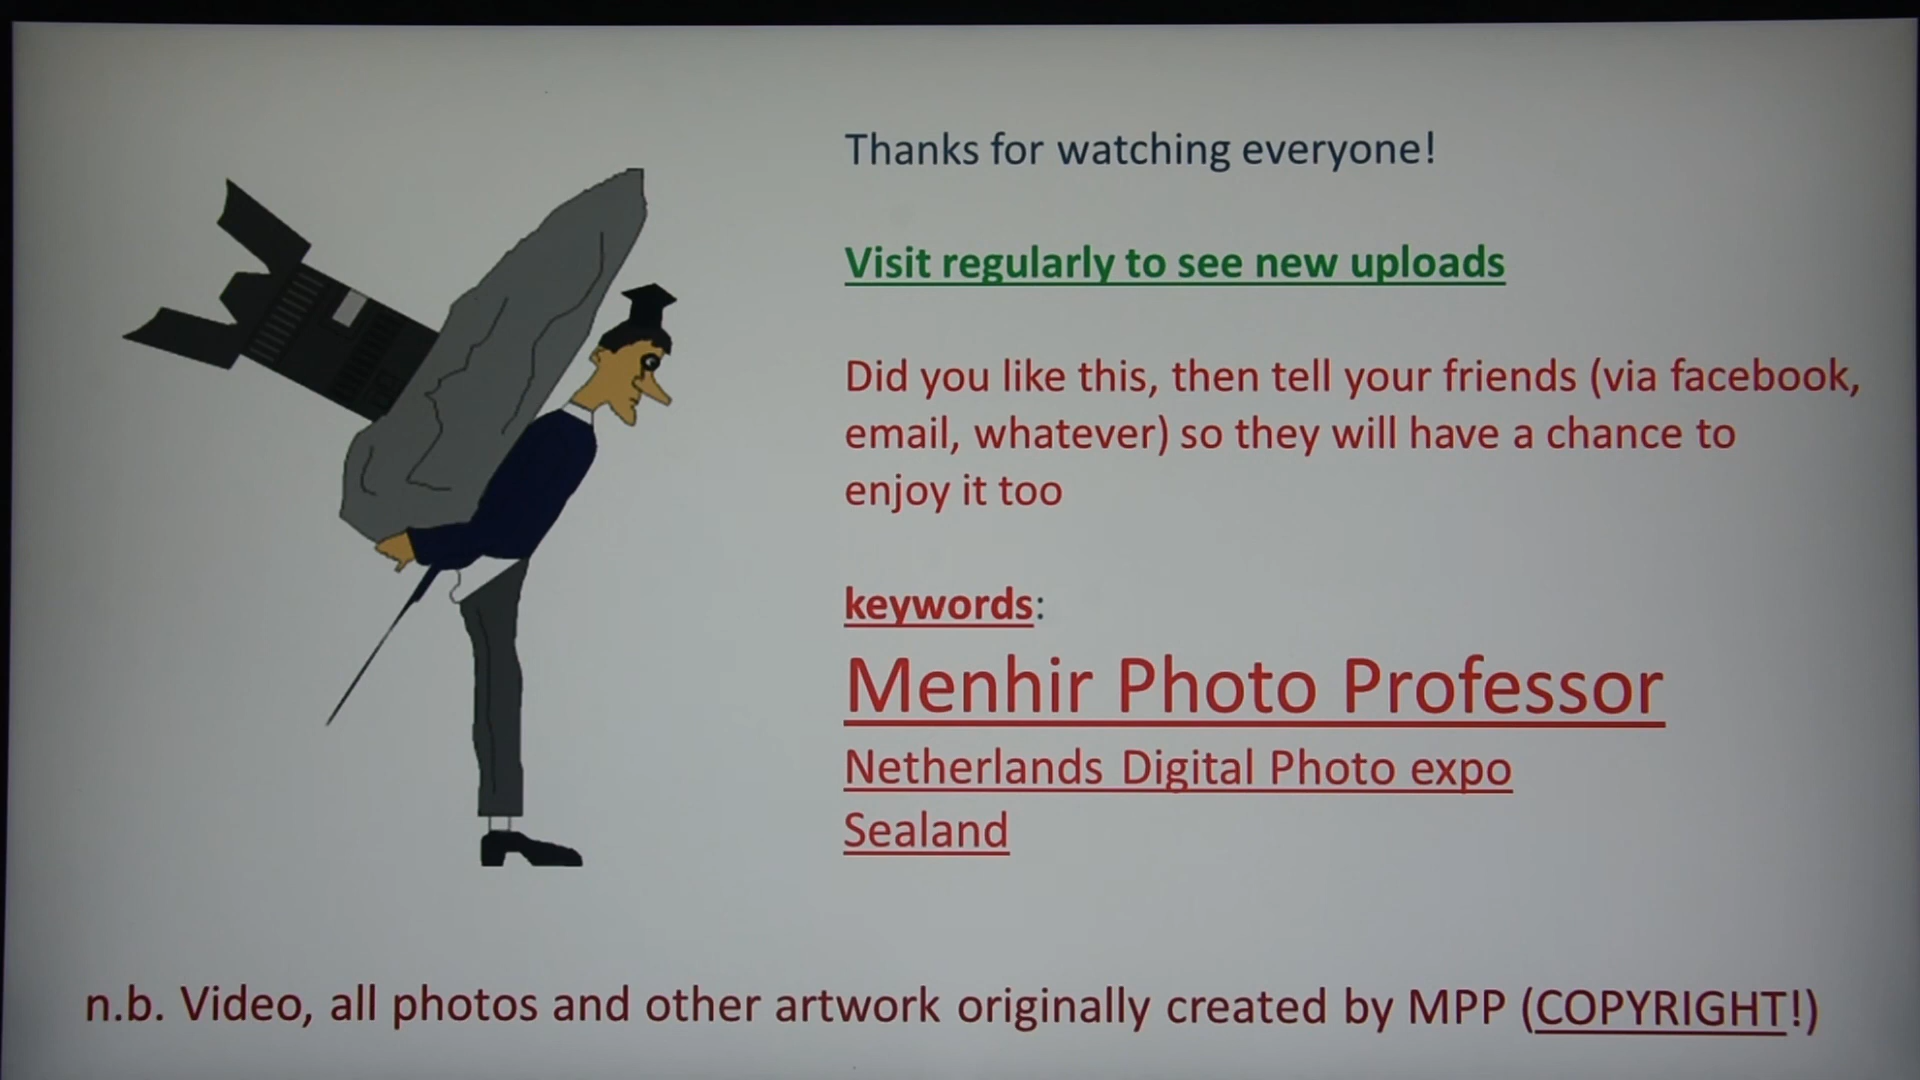 Thanks for watching everyone!
Visit regularly to see new uploads
Did you like this, then tell your friends (via facebook,
email, whatever) so they will have a chance to
enjoy it too
keywords:
Menhir Photo Professor
Netherlands Digital Photo expo
Sealand
n.b. Video, all photos and other artwork originally created by MPP (COPYRIGHT!)